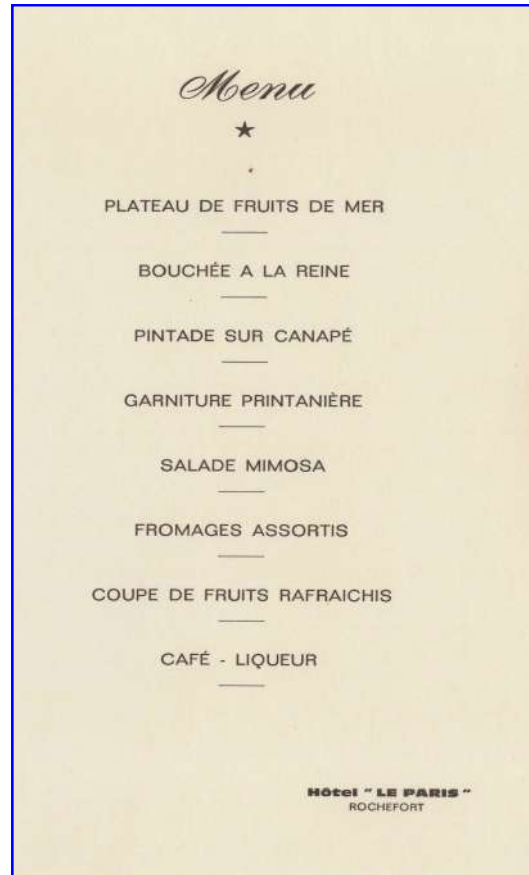 Menu
PLATEAU DE FRUITS DE MER
BOUCHÉE A LA REINE
PINTADE SUR CANAPÉ
GARNITURE PRINTANIÈRE
SALADE MIMOSA
FROMAGES ASSORTIS
COUPE DE FRUITS RAFRAICHIS
CAFÉ - LIQUEUR
Hôtel " LE PARIS "
ROCHEFORT